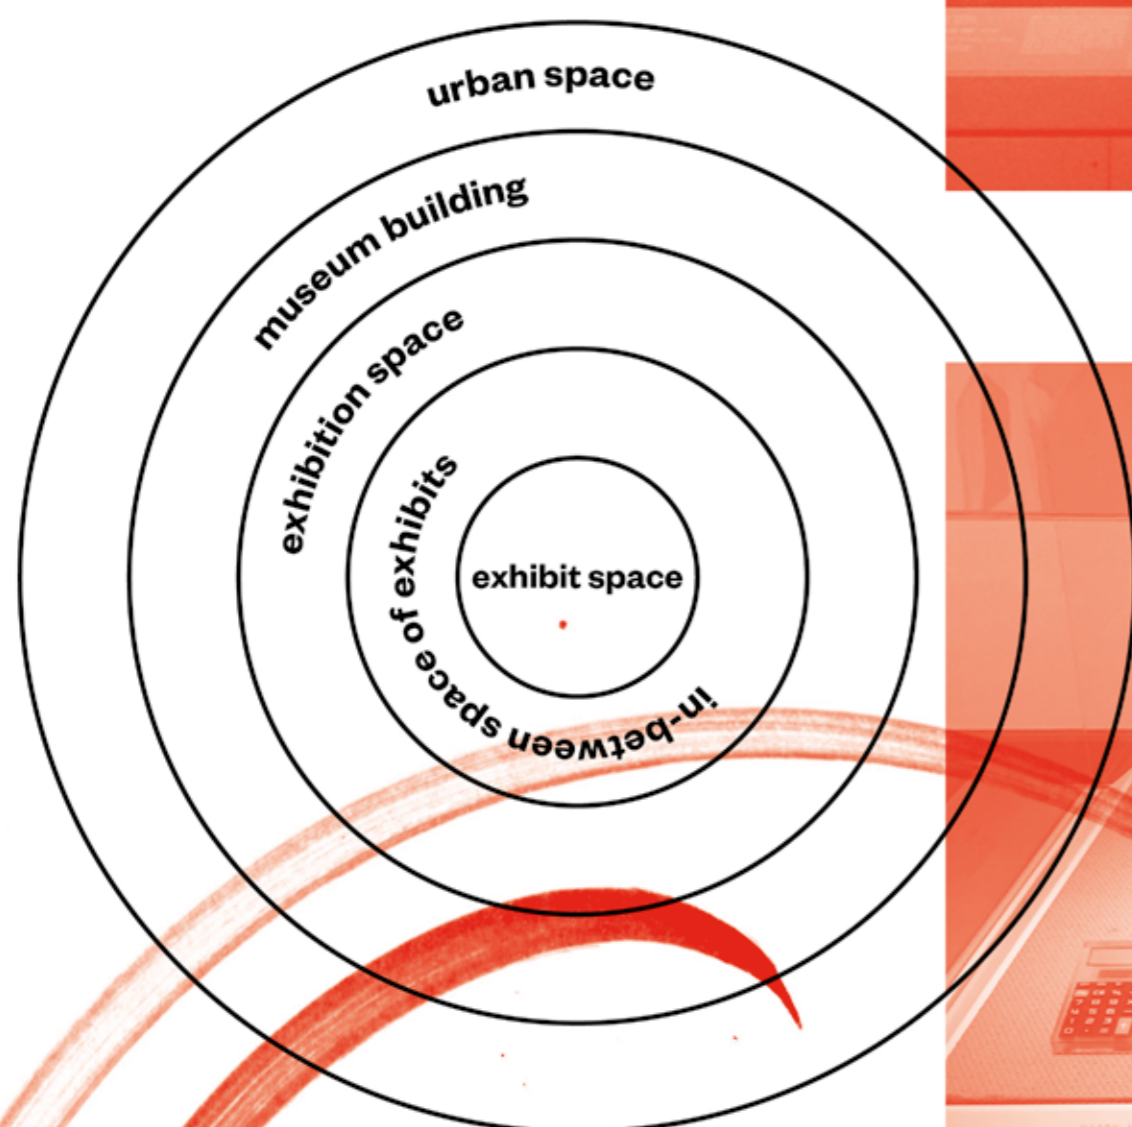 urban space
museum building
exhibition space
in-between space of exhibits
exhibit space